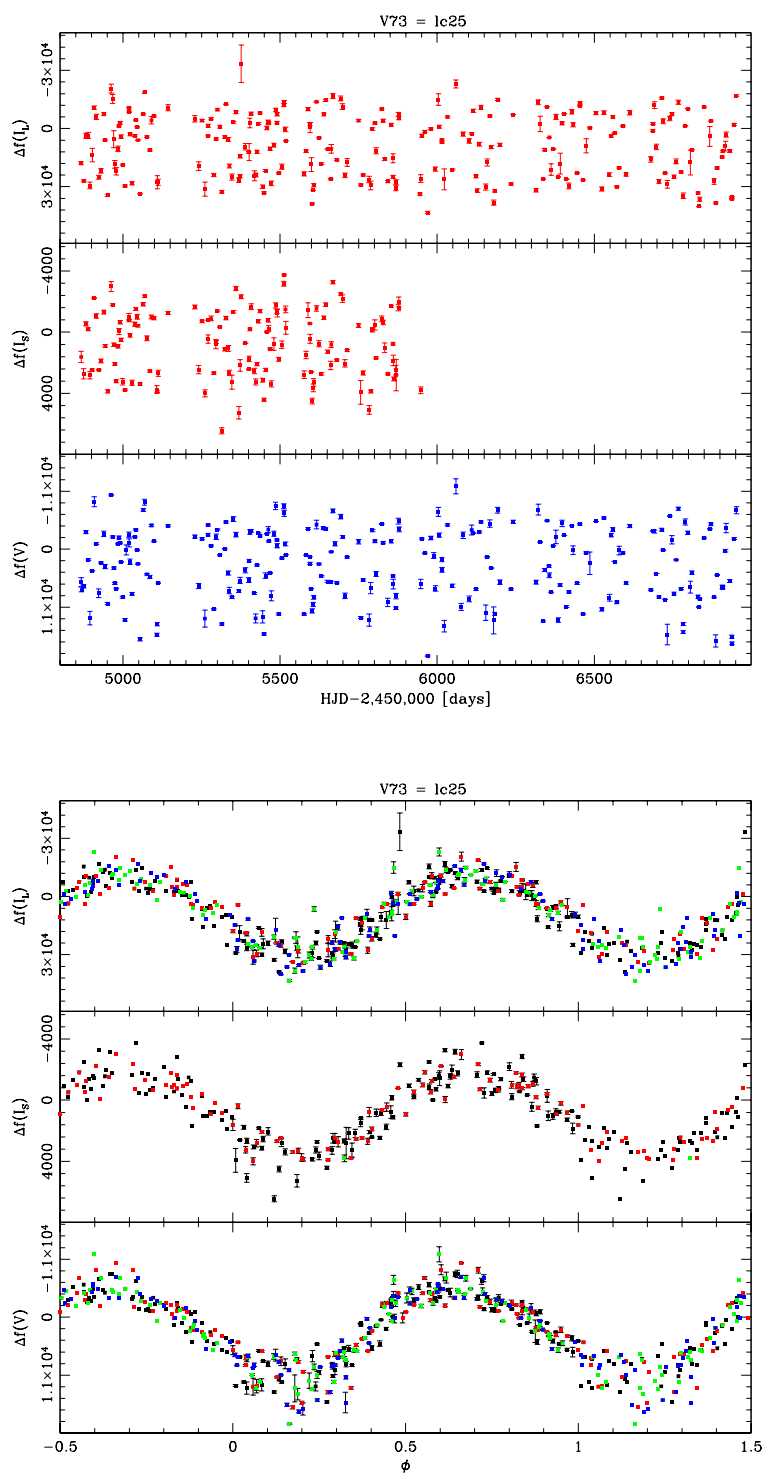 V73 = lc25
Δf(I_L)
−3×10⁴
0
3×10⁴
Δf(I_S)
−4000
0
4000
Δf(V)
−1.1×10⁴
0
1.1×10⁴
5000 5500 6000 6500
HJD−2,450,000 [days]
V73 = lc25
Δf(I_L)
−3×10⁴
0
3×10⁴
Δf(I_S)
−4000
0
4000
Δf(V)
−1.1×10⁴
0
1.1×10⁴
−0.5 0 0.5 1 1.5
ϕ